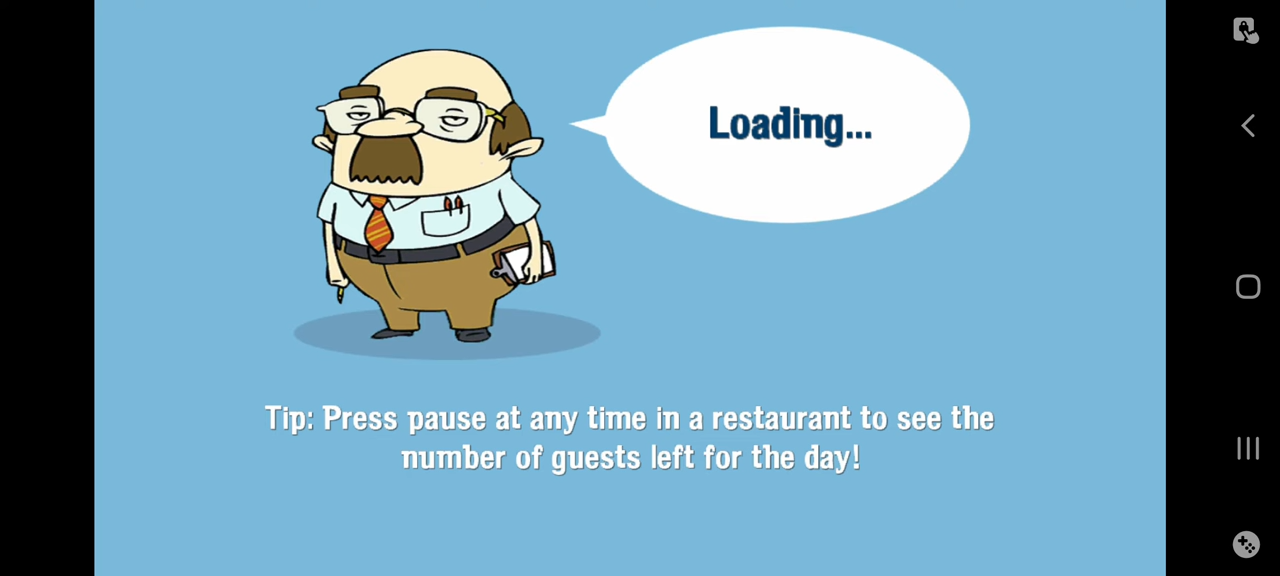 Loading...
Tip: Press pause at any time in a restaurant to see the
number of guests left for the day!